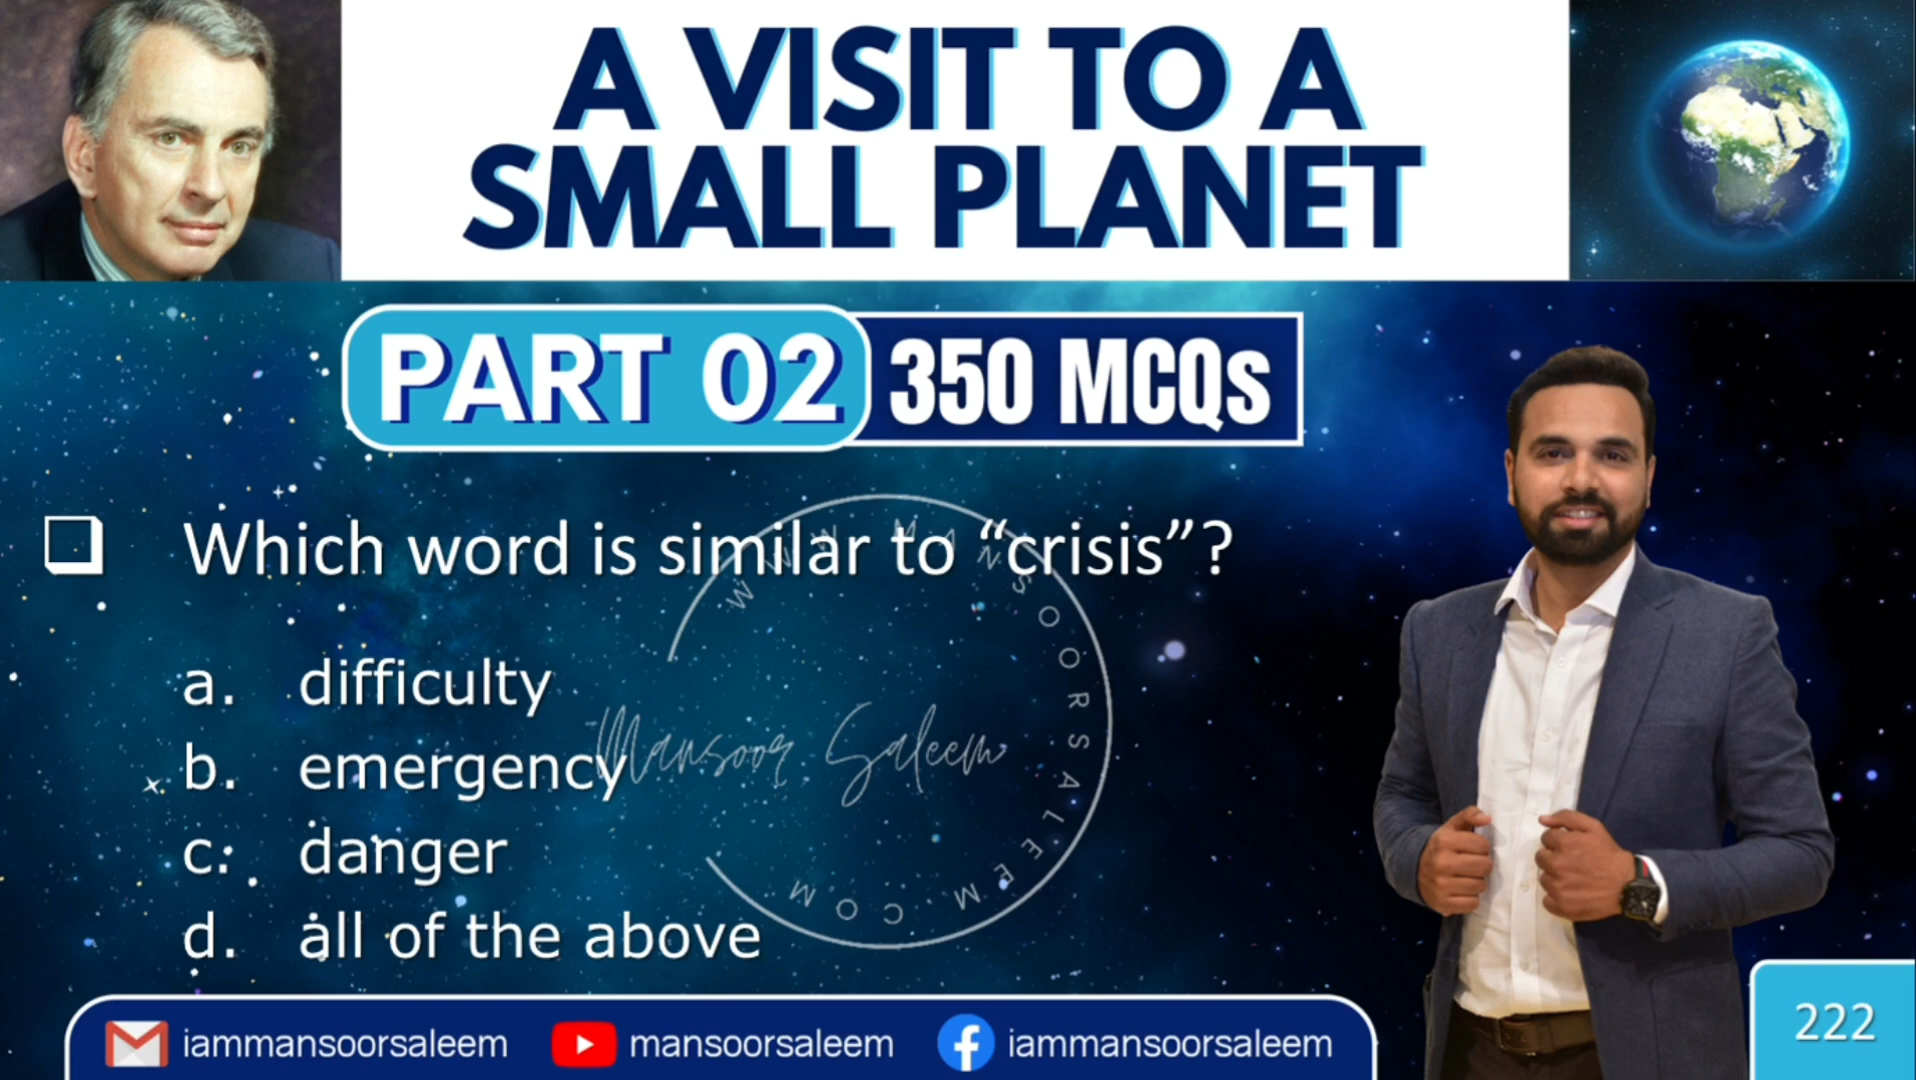 A VISIT TO A
SMALL PLANET
PART 02 350 MCQs
Which word is similar to “crisis”?
a. difficulty
b. emergency
c. danger
d. all of the above
WWW.MANSOORSALEEM.COM
Mansoor Saleem
iammansoorsaleem mansoorsaleem iammansoorsaleem
222